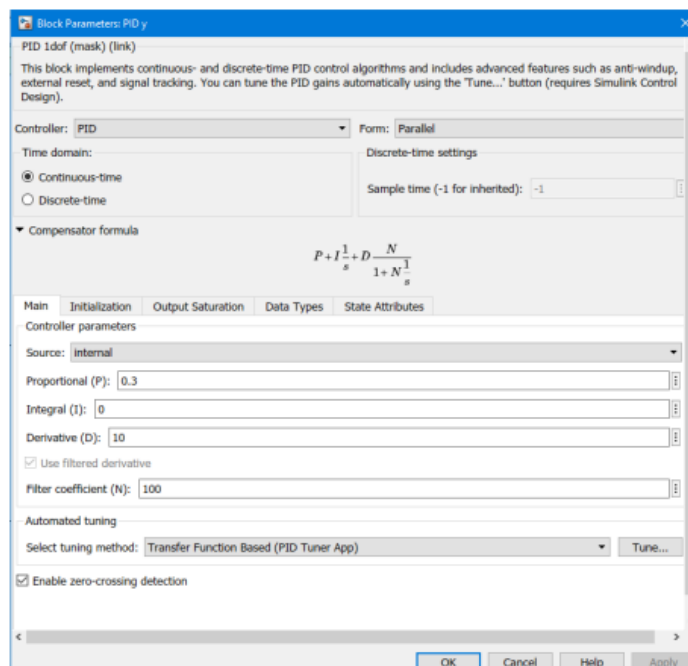 Block Parameters: PID y
PID 1dof (mask) (link)
This block implements continuous- and discrete-time PID control algorithms and includes advanced features such as anti-windup,
external reset, and signal tracking. You can tune the PID gains automatically using the 'Tune...' button (requires Simulink Control
Design).
Controller: PID Form: Parallel
Time domain: Discrete-time settings
Continuous-time
Sample time (-1 for inherited): -1
Discrete-time
Compensator formula
P + I 1/s + D N/(1 + N 1/s)
Main Initialization Output Saturation Data Types State Attributes
Controller parameters
Source: internal
Proportional (P): 0.3
Integral (I): 0
Derivative (D): 10
Use filtered derivative
Filter coefficient (N): 100
Automated tuning
Select tuning method: Transfer Function Based (PID Tuner App) Tune...
Enable zero-crossing detection
OK Cancel Help Apply